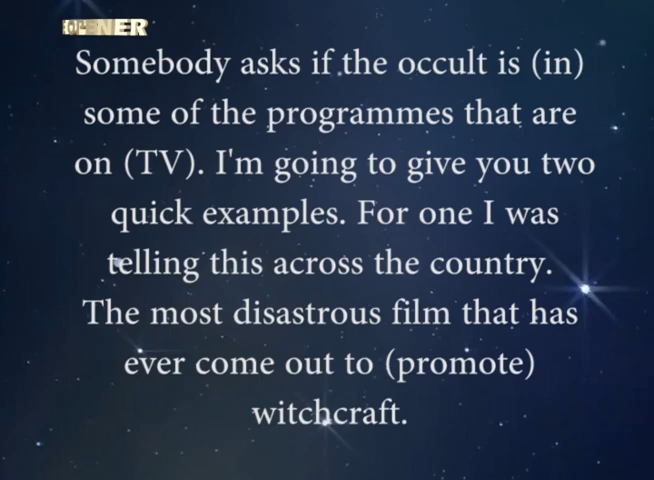 Somebody asks if the occult is (in)
some of the programmes that are
on (TV). I'm going to give you two
quick examples. For one I was
telling this across the country.
The most disastrous film that has
ever come out to (promote)
witchcraft.